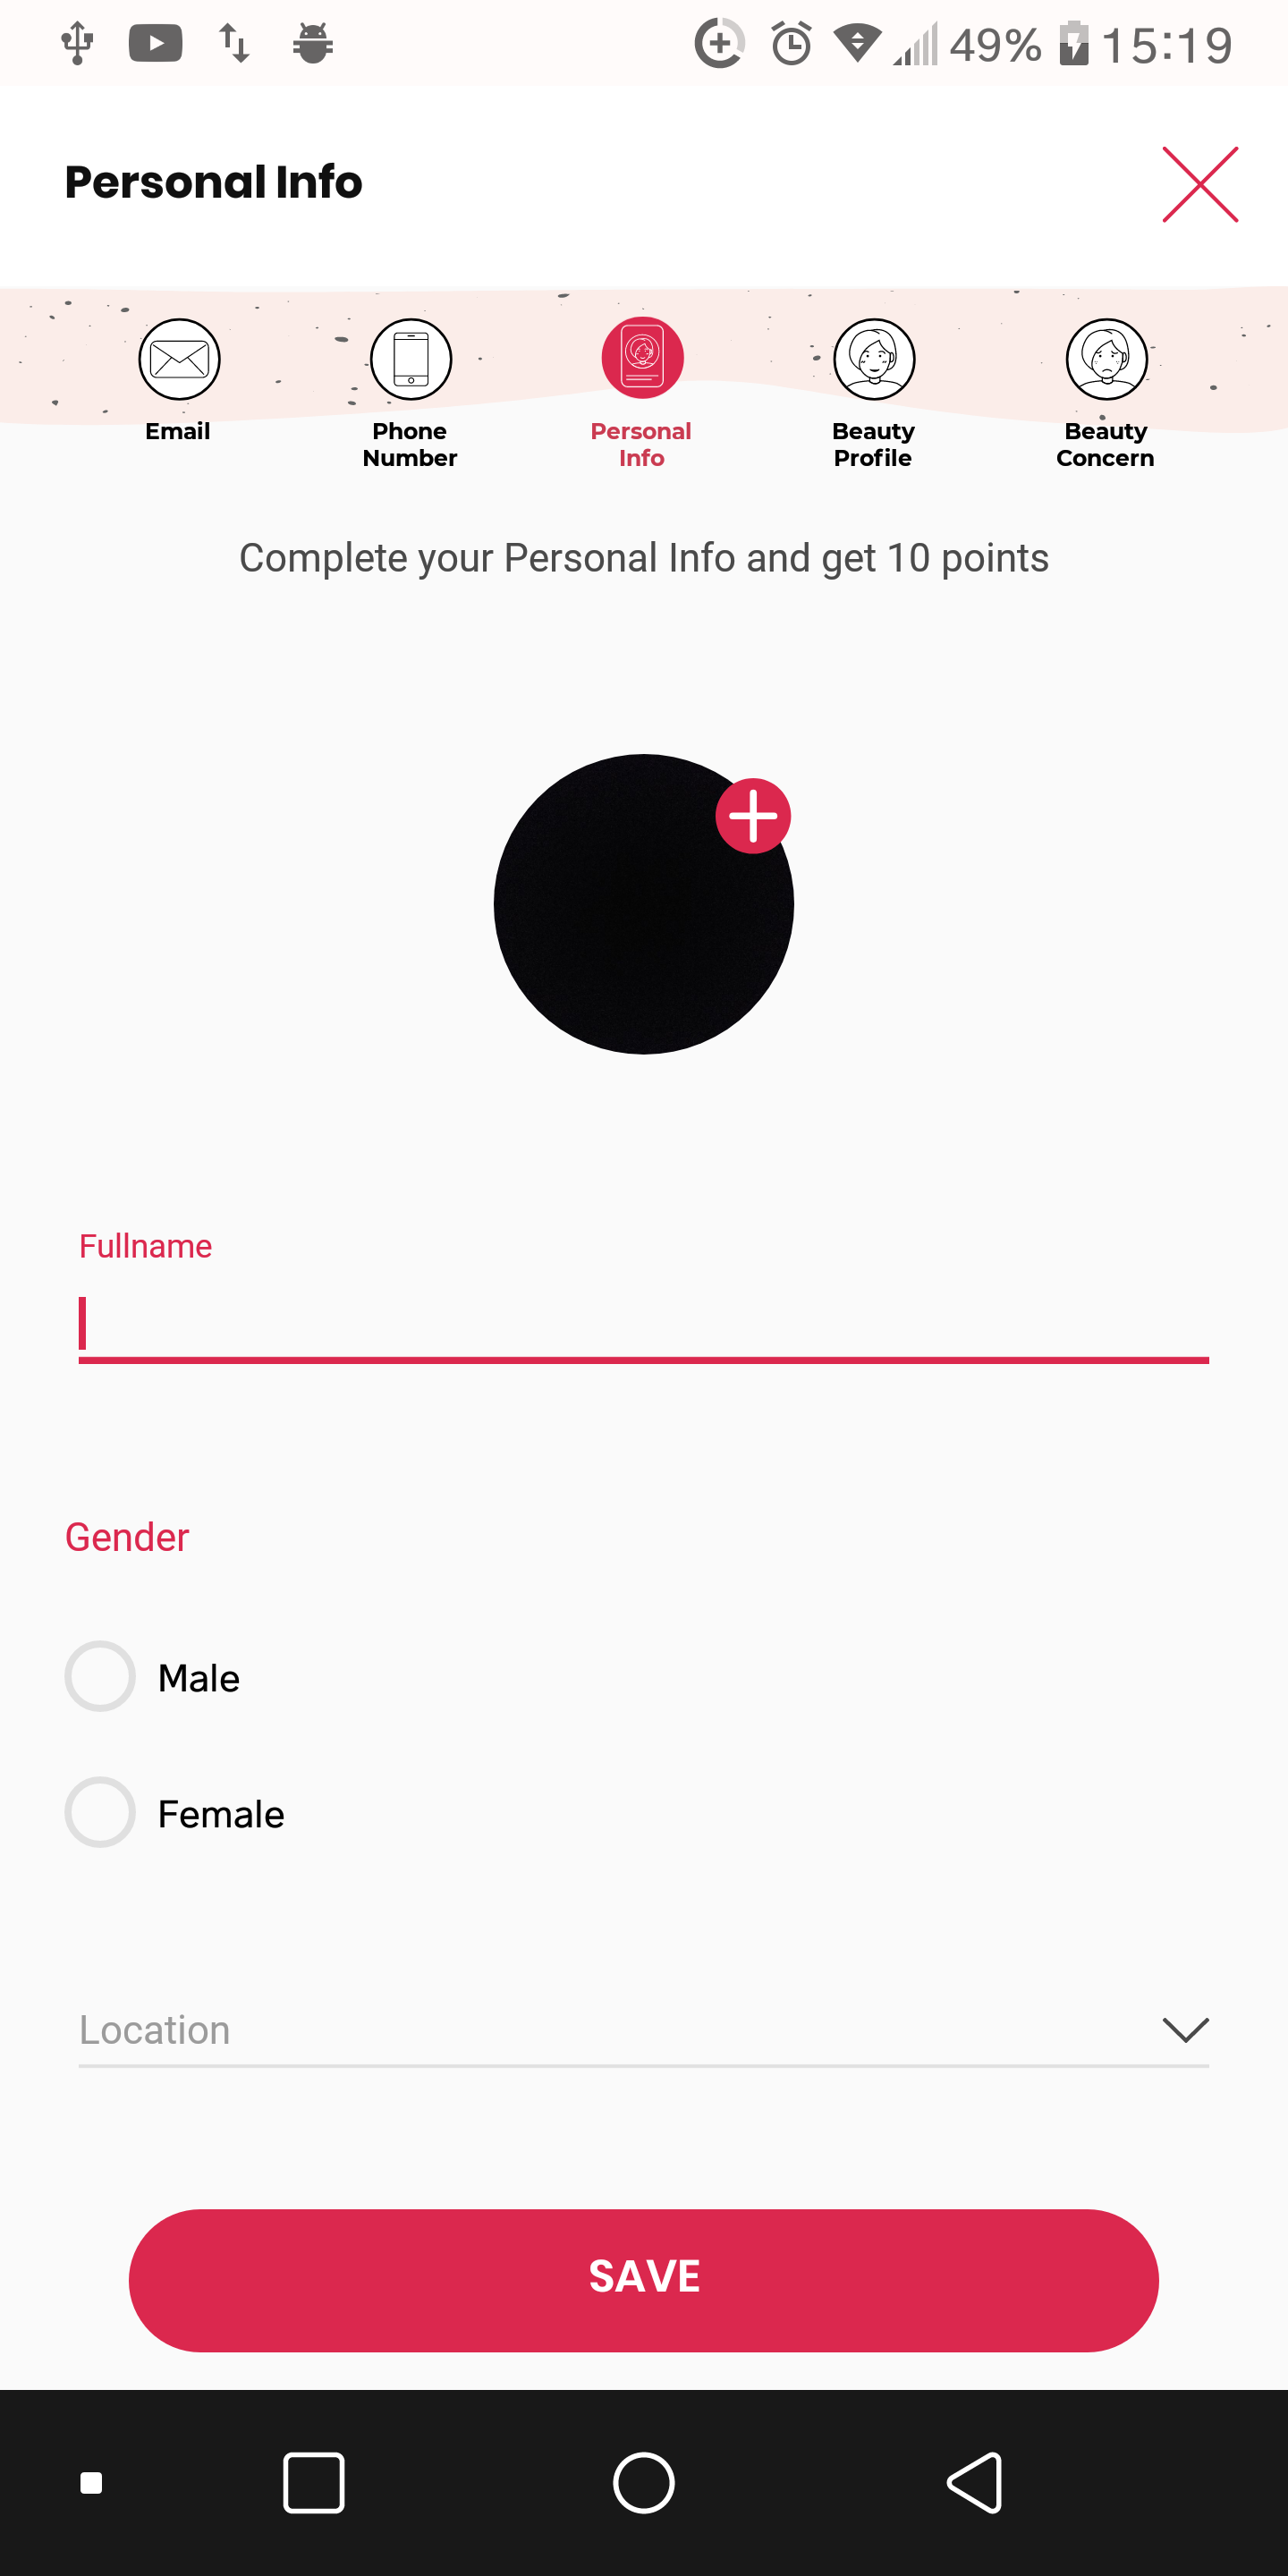 49% 15:19
Personal Info
Email
Phone
Number
Personal
Info
Beauty
Profile
Beauty
Concern
Complete your Personal Info and get 10 points
Fullname
Gender
Male
Female
Location
SAVE